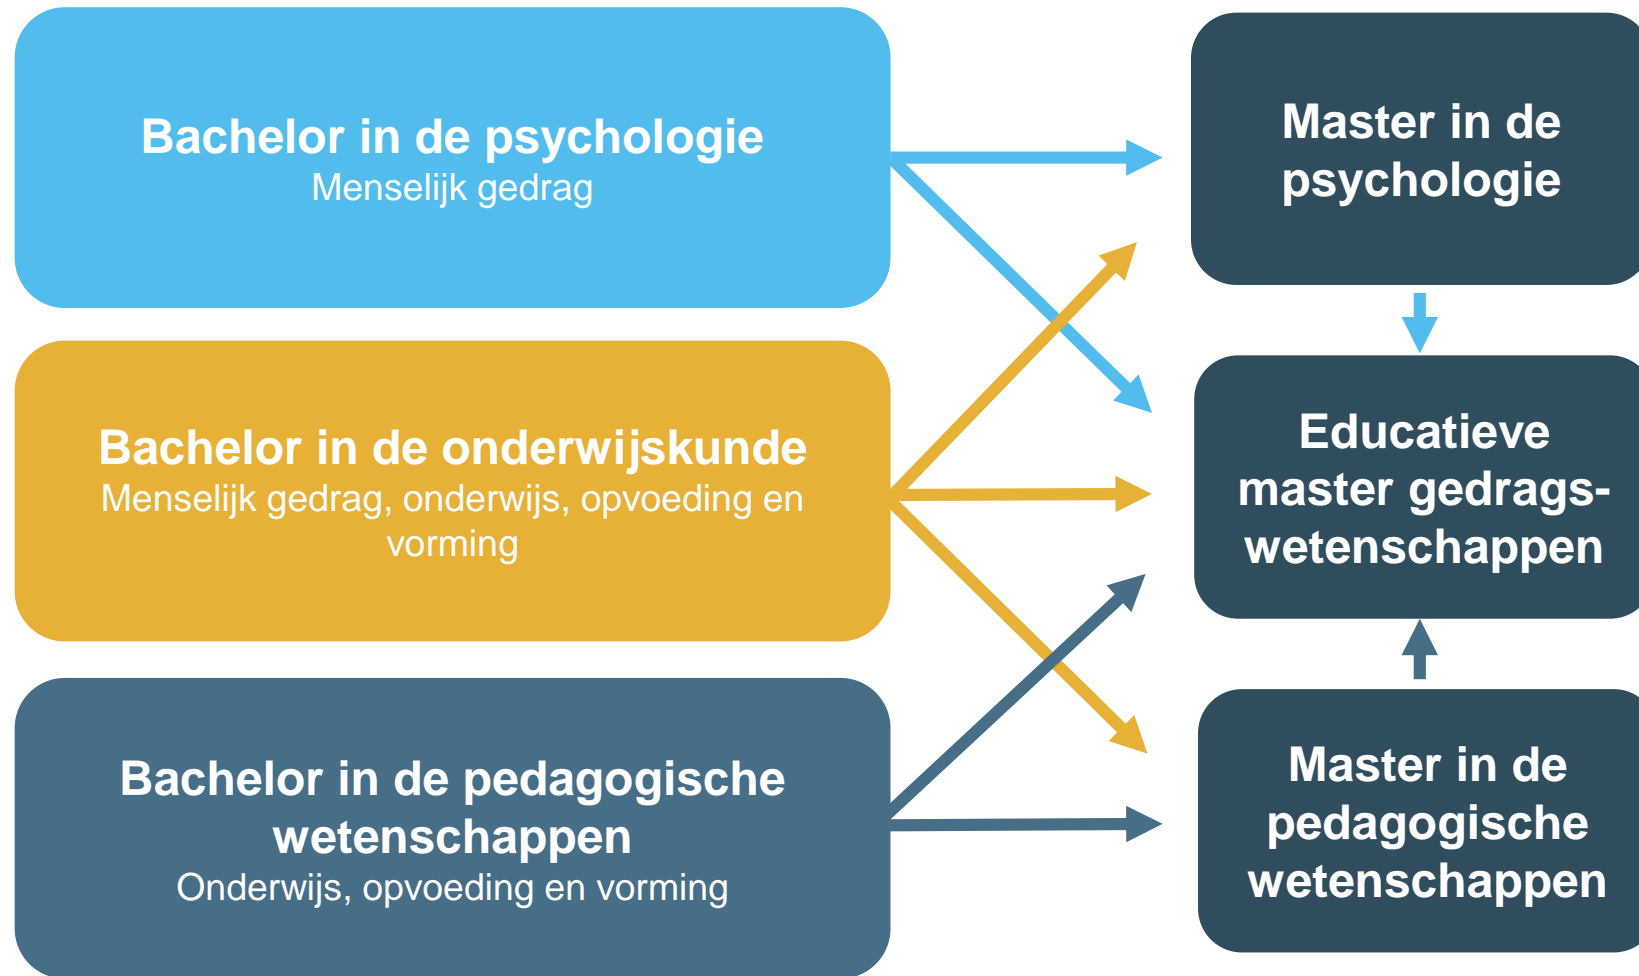 Bachelor in de psychologie
Menselijk gedrag
Bachelor in de onderwijskunde
Menselijk gedrag, onderwijs, opvoeding en
vorming
Bachelor in de pedagogische
wetenschappen
Onderwijs, opvoeding en vorming
Master in de
psychologie
Educatieve
master gedrags-
wetenschappen
Master in de
pedagogische
wetenschappen